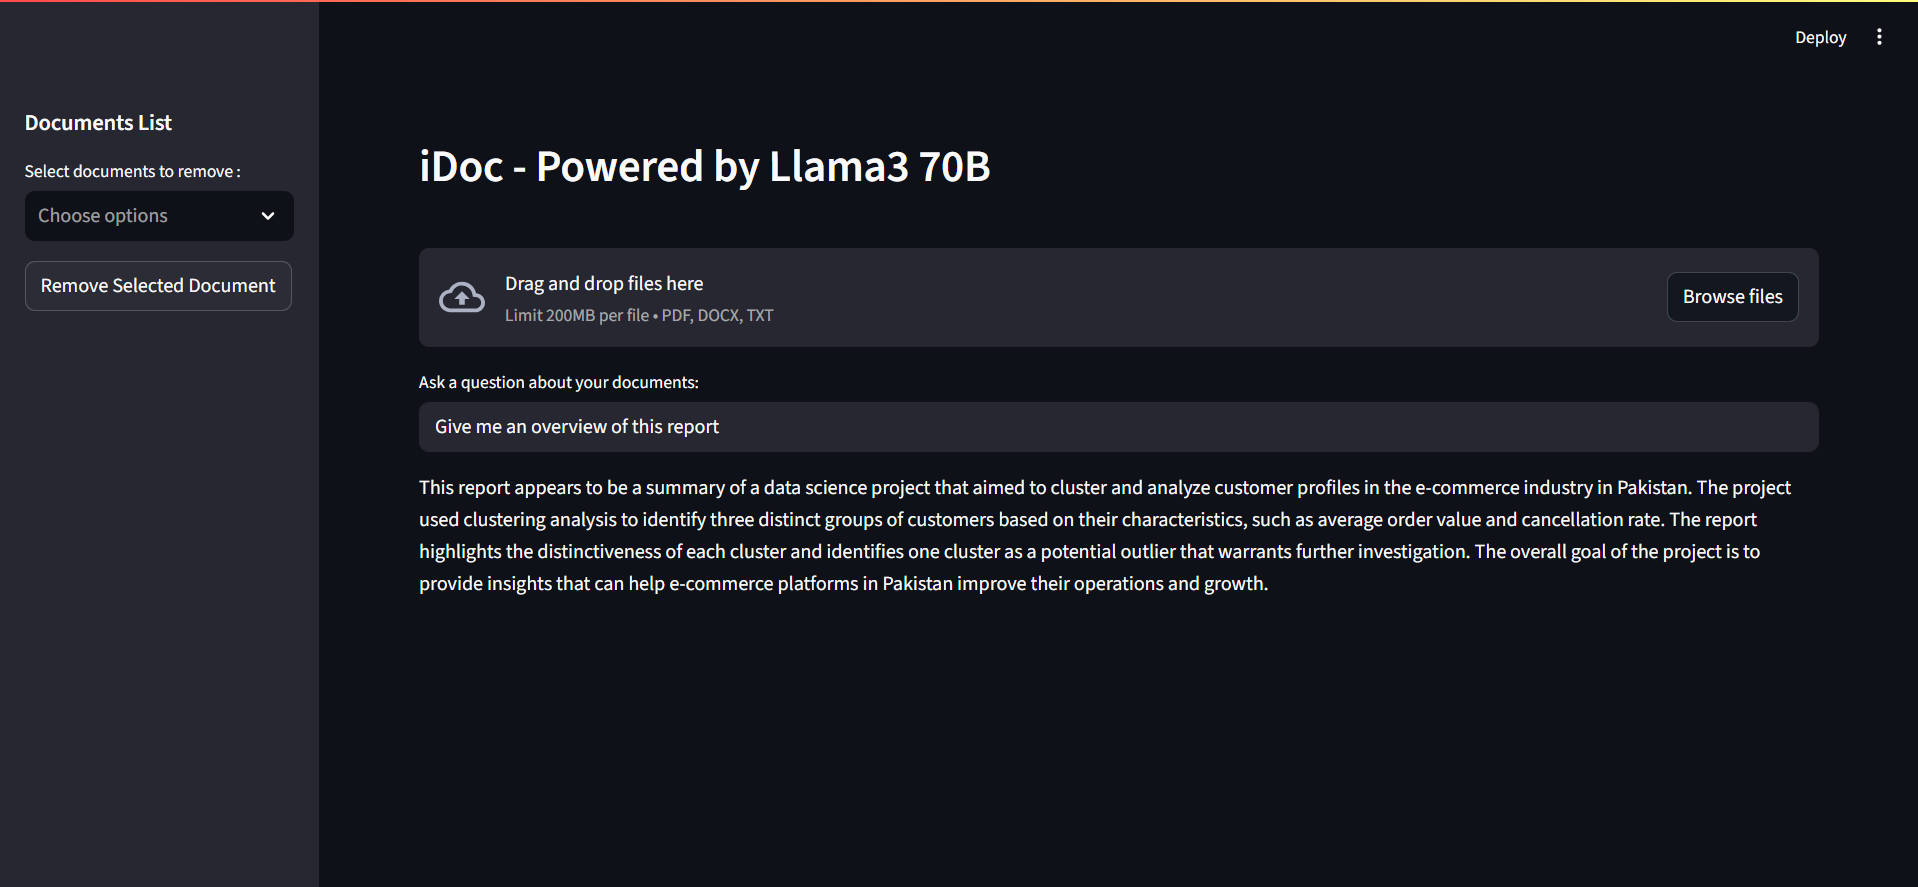 Deploy
Documents List
Select documents to remove :
Choose options
Remove Selected Document
iDoc - Powered by Llama3 70B
Drag and drop files here
Limit 200MB per file • PDF, DOCX, TXT
Browse files
Ask a question about your documents:
Give me an overview of this report
This report appears to be a summary of a data science project that aimed to cluster and analyze customer profiles in the e-commerce industry in Pakistan. The project
used clustering analysis to identify three distinct groups of customers based on their characteristics, such as average order value and cancellation rate. The report
highlights the distinctiveness of each cluster and identifies one cluster as a potential outlier that warrants further investigation. The overall goal of the project is to
provide insights that can help e-commerce platforms in Pakistan improve their operations and growth.